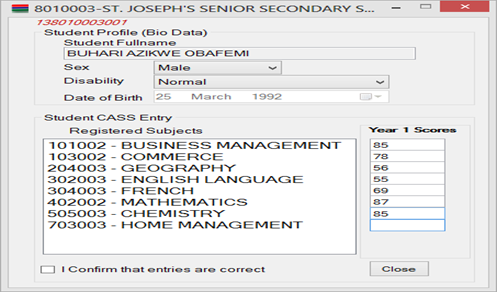 8010003-ST. JOSEPH'S SENIOR SECONDARY S...
138010003001
Student Profile (Bio Data)
Student Fullname
BUHARI AZIKWE OBAFEMI
Sex Male
Disability Normal
Date of Birth 25 March 1992
Student CASS Entry
Registered Subjects Year 1 Scores
101002 - BUSINESS MANAGEMENT 85
103002 - COMMERCE 78
204003 - GEOGRAPHY 56
302003 - ENGLISH LANGUAGE 55
304003 - FRENCH 69
402002 - MATHEMATICS 87
505003 - CHEMISTRY 85
703003 - HOME MANAGEMENT
I Confirm that entries are correct Close